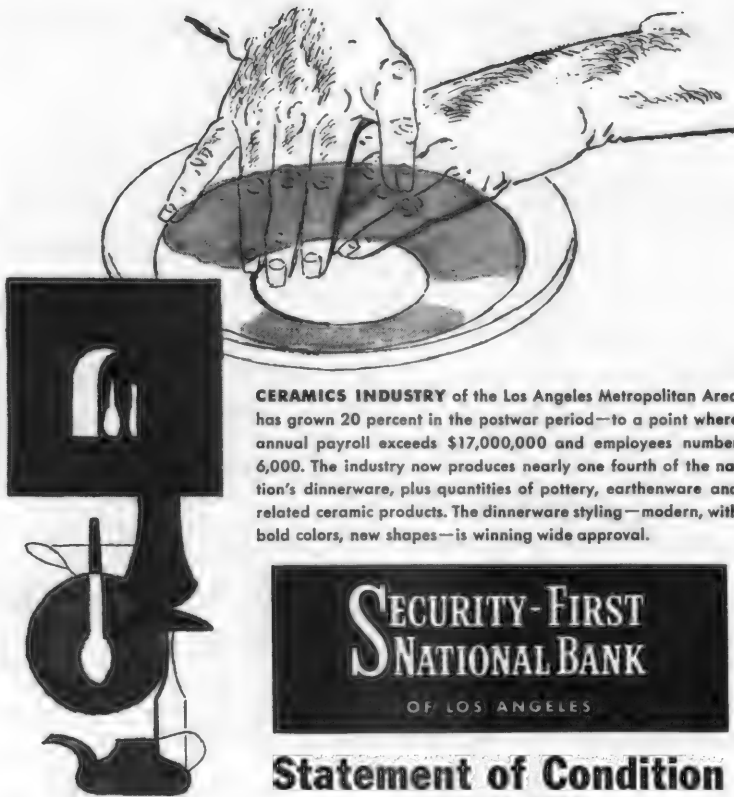 CERAMICS INDUSTRY of the Los Angeles Metropolitan Area
has grown 20 percent in the postwar period—to a point where
annual payroll exceeds $17,000,000 and employees number
6,000. The industry now produces nearly one fourth of the na-
tion's dinnerware, plus quantities of pottery, earthenware and
related ceramic products. The dinnerware styling—modern, with
bold colors, new shapes—is winning wide approval.
SECURITY-FIRST
NATIONAL BANK
OF LOS ANGELES
Statement of Condition